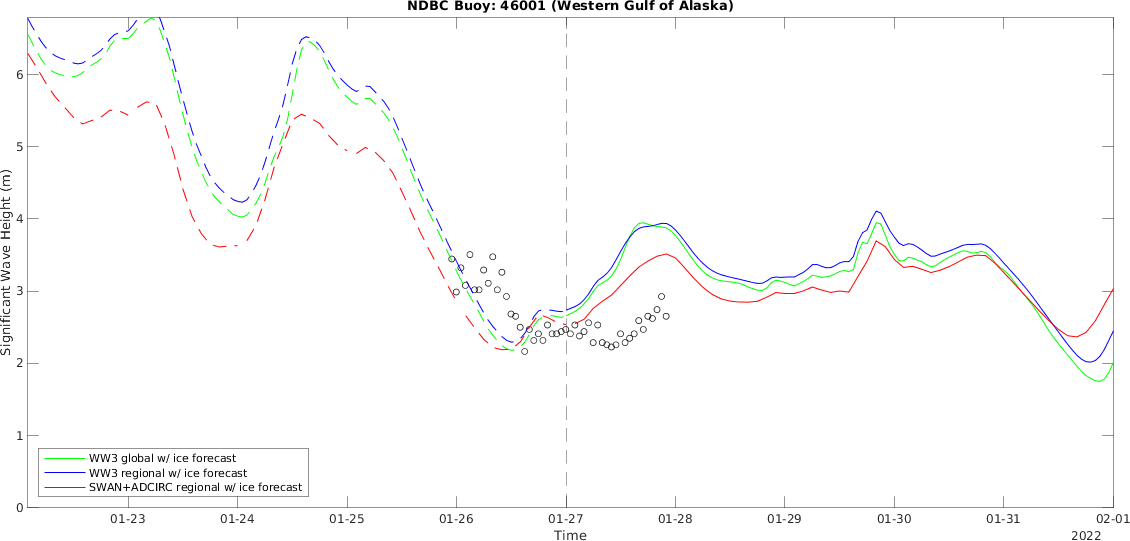 NDBC Buoy: 46001 (Western Gulf of Alaska)
Significant Wave Height (m)
6
5
4
3
2
1
0
WW3 global w/ ice forecast
WW3 regional w/ ice forecast
SWAN+ADCIRC regional w/ ice forecast
01-23 01-24 01-25 01-26 01-27 01-28 01-29 01-30 01-31 02-01
Time
2022